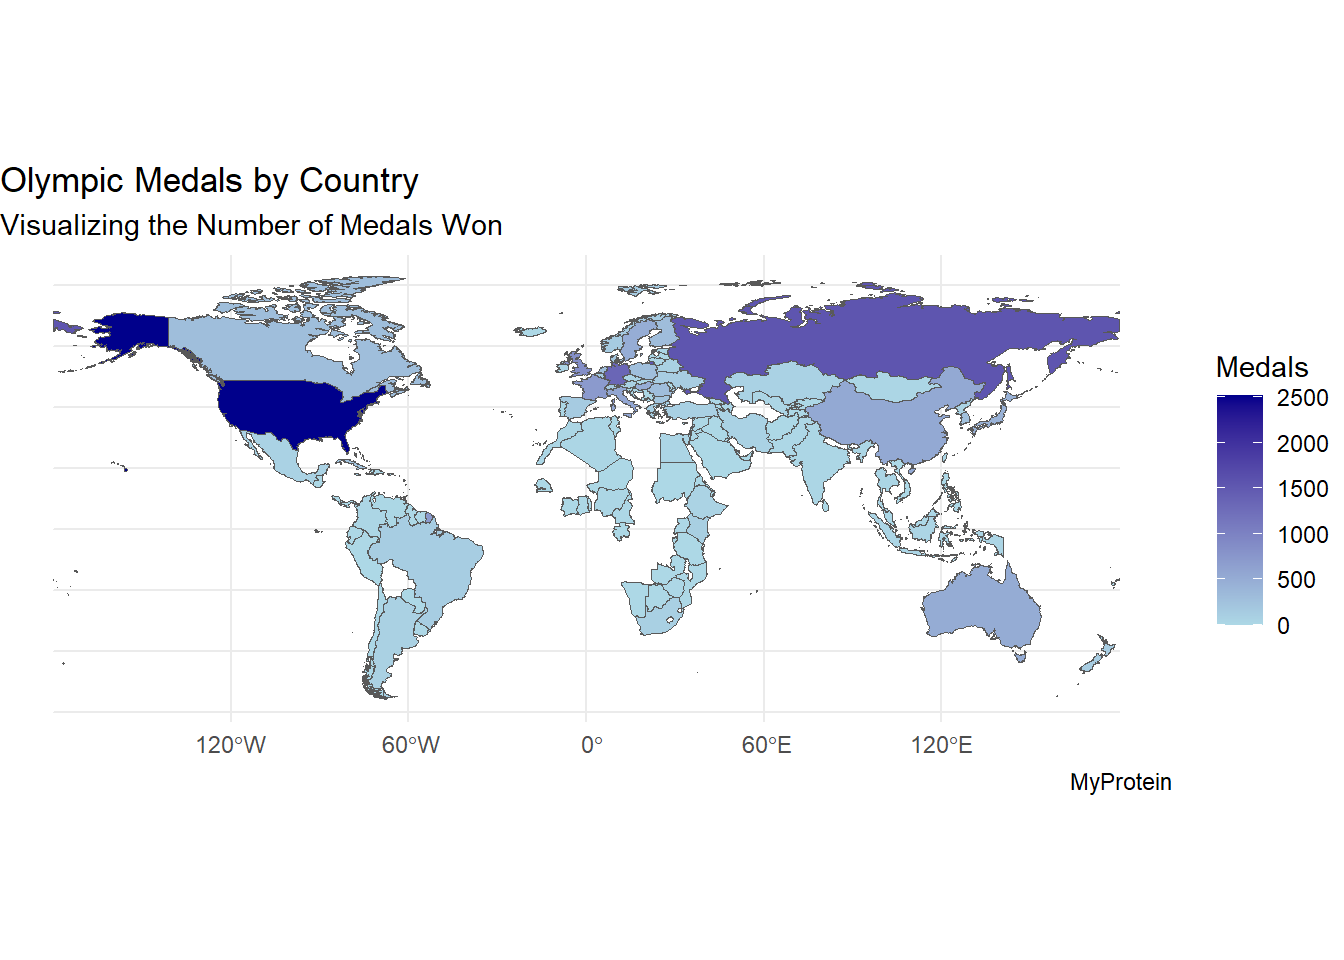 Olympic Medals by Country
Visualizing the Number of Medals Won
Medals
2500
2000
1500
1000
500
0
120°W
60°W
0°
60°E
120°E
MyProtein